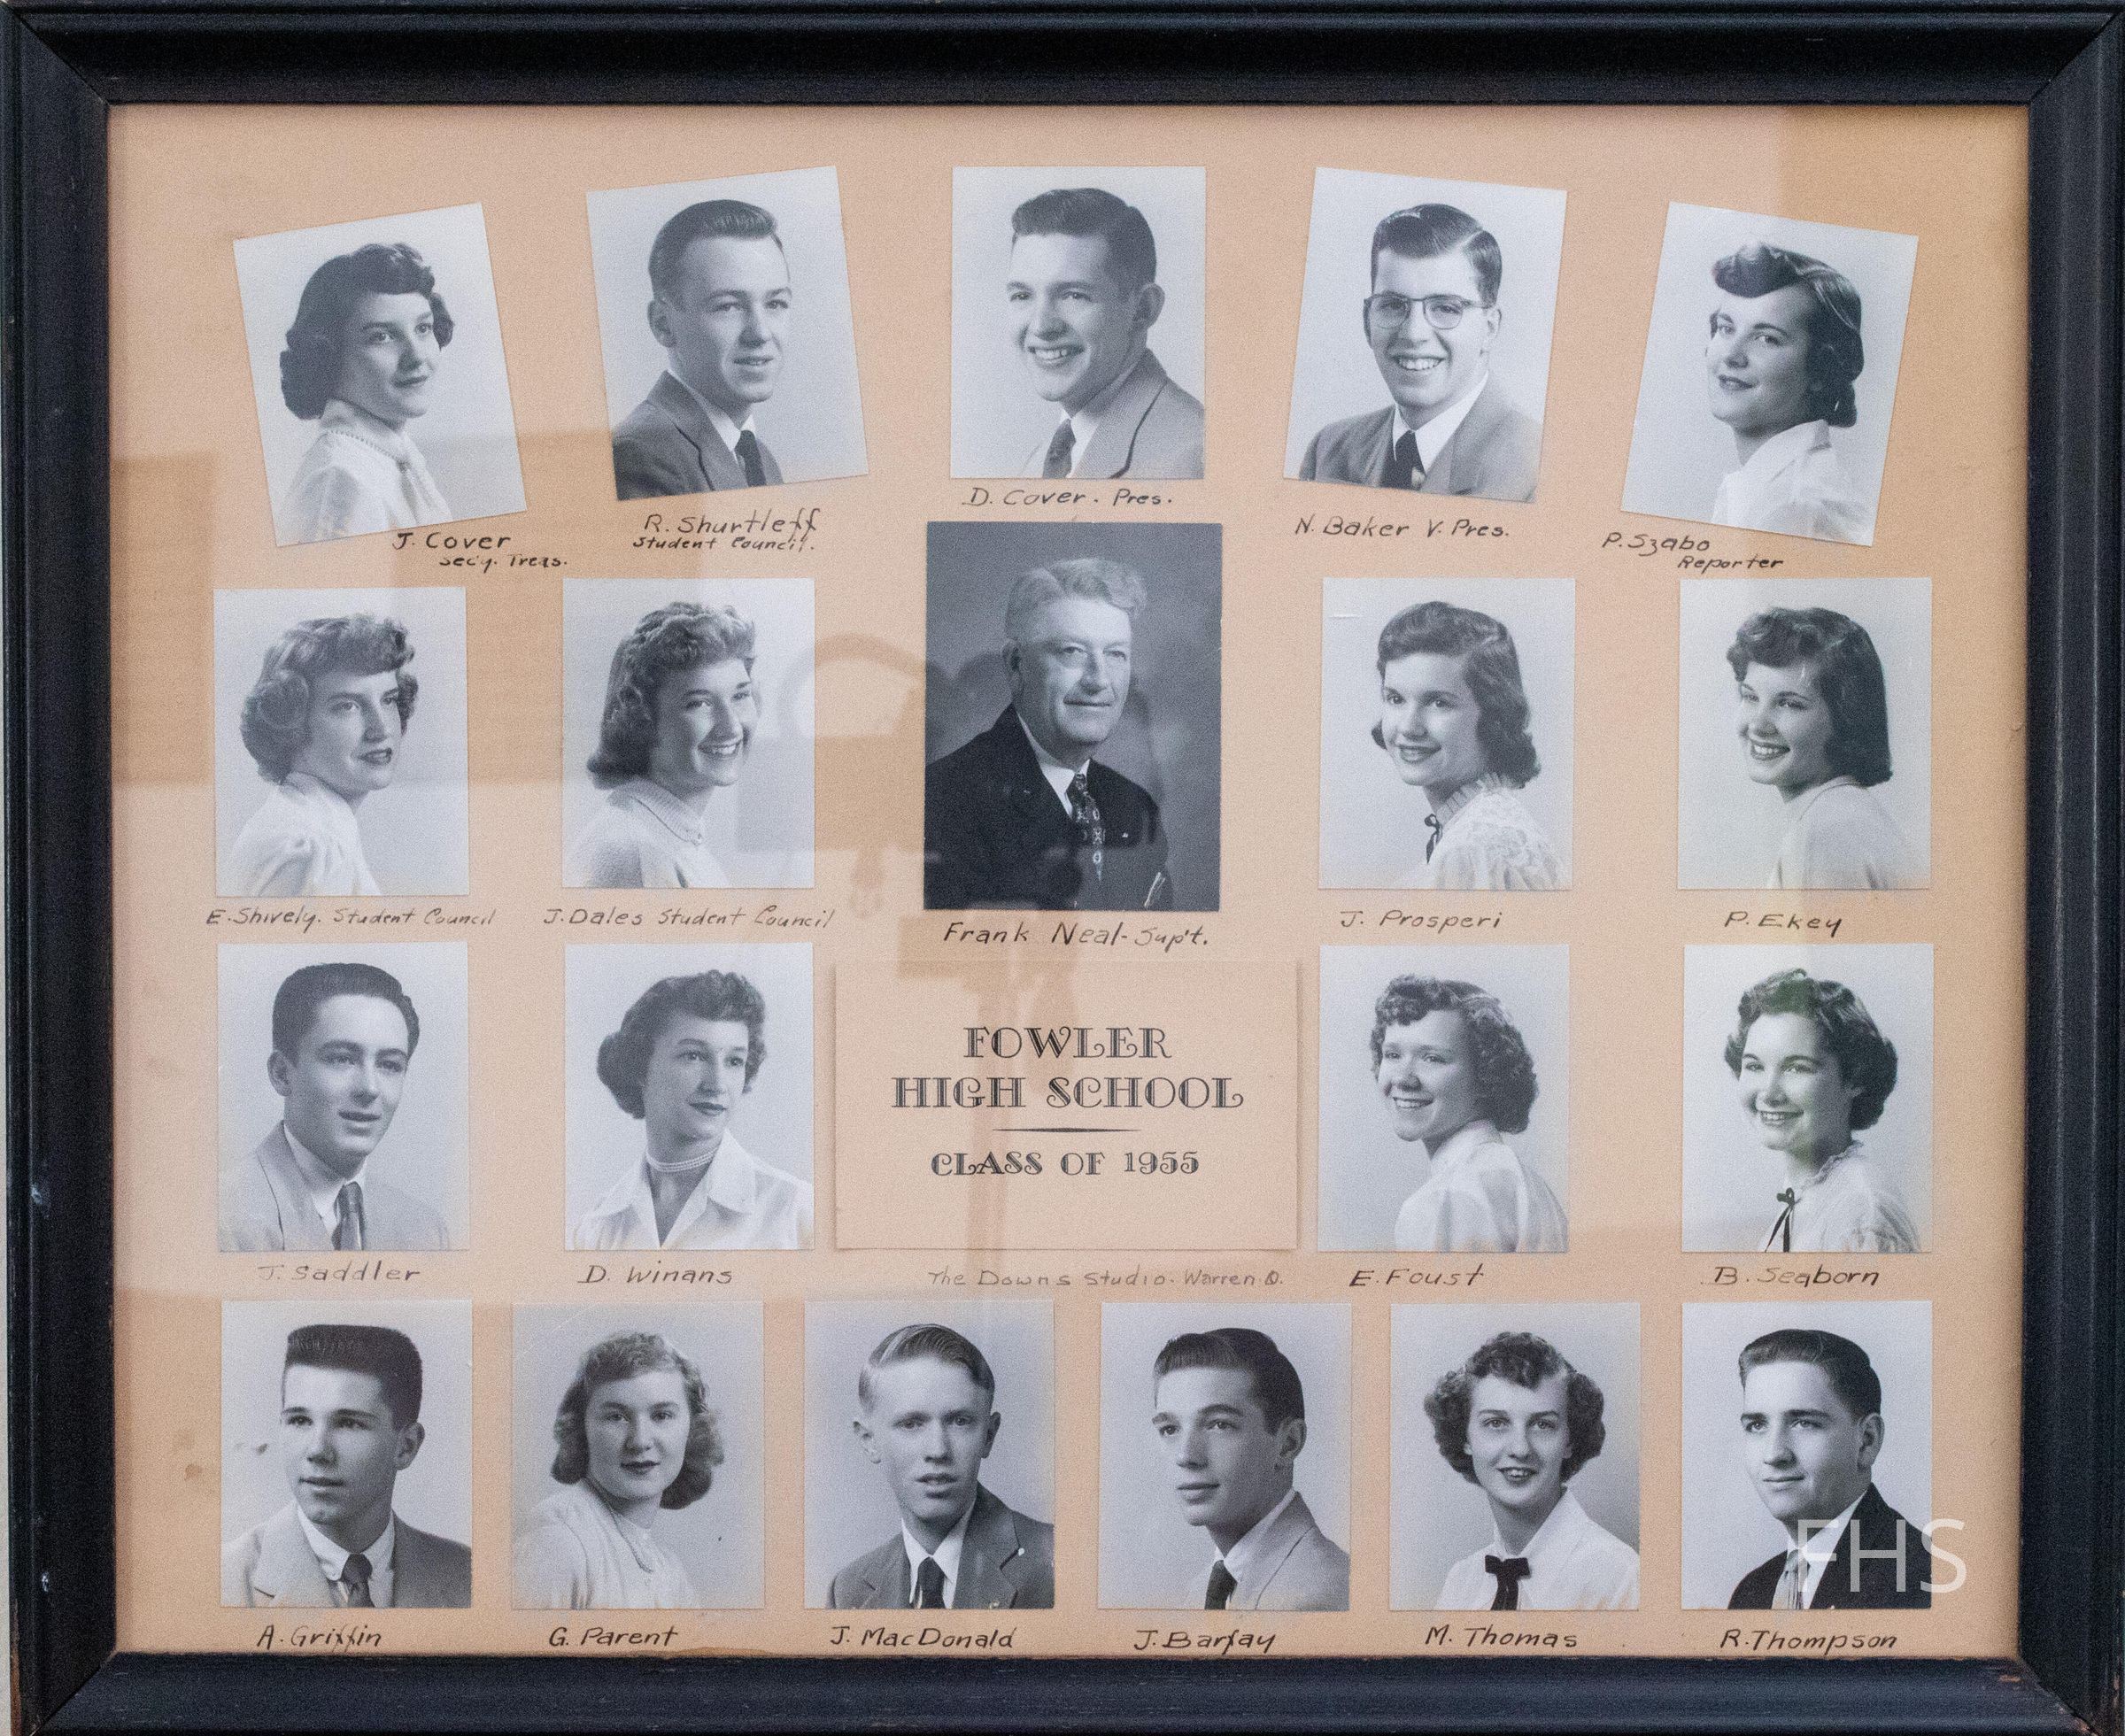 J. Cover
Sec'y. Treas.
R. Shurtleff
Student Council.
D. Cover. Pres.
N. Baker V. Pres.
P. Szabo
Reporter
E. Shively. Student Council
J. Dales Student Council
Frank Neal-Sup't.
J. Prosperi
P. Ekey
FOWLER
HIGH SCHOOL
CLASS OF 1955
J. Saddler
D. Winans
The Downs Studio. Warren. O.
E. Foust
B. Seaborn
A. Griffin
G. Parent
J. MacDonald
J. Barfay
M. Thomas
R. Thompson
FHS